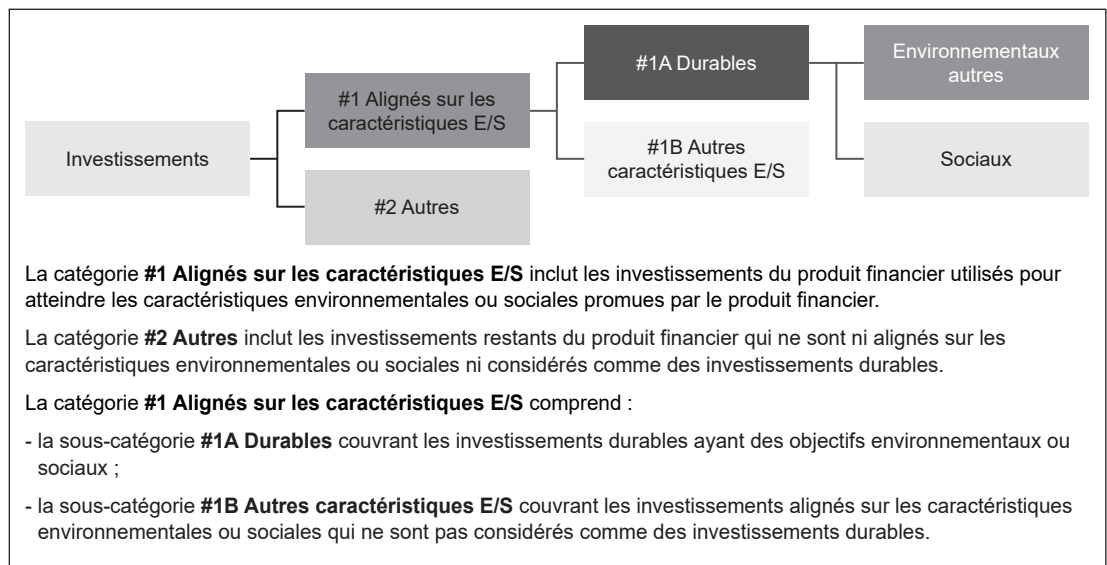 Investissements
#1 Alignés sur les
caractéristiques E/S
#2 Autres
#1A Durables
#1B Autres
caractéristiques E/S
Environnementaux
autres
Sociaux
La catégorie #1 Alignés sur les caractéristiques E/S inclut les investissements du produit financier utilisés pour
atteindre les caractéristiques environnementales ou sociales promues par le produit financier.
La catégorie #2 Autres inclut les investissements restants du produit financier qui ne sont ni alignés sur les
caractéristiques environnementales ou sociales ni considérés comme des investissements durables.
La catégorie #1 Alignés sur les caractéristiques E/S comprend :
- la sous-catégorie #1A Durables couvrant les investissements durables ayant des objectifs environnementaux ou
sociaux ;
- la sous-catégorie #1B Autres caractéristiques E/S couvrant les investissements alignés sur les caractéristiques
environnementales ou sociales qui ne sont pas considérés comme des investissements durables.